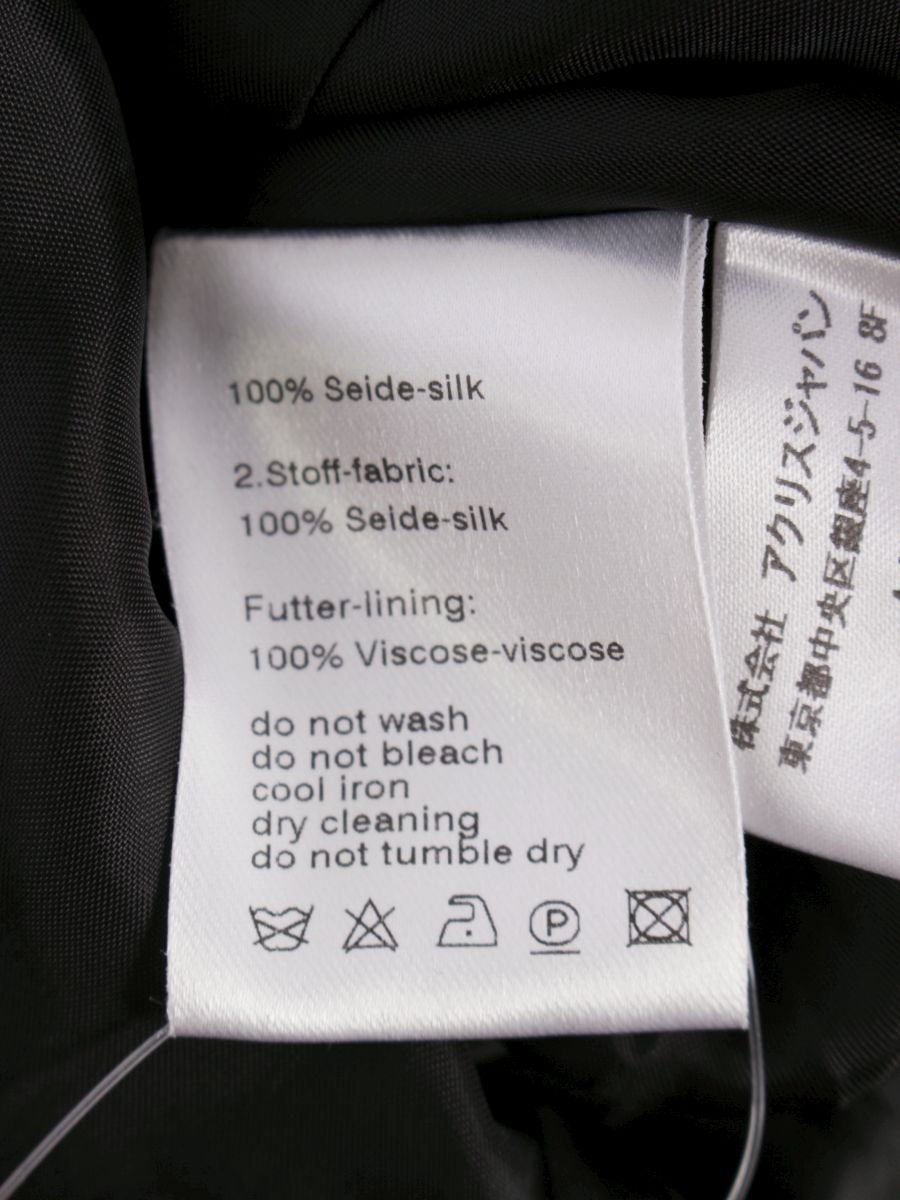 100% Seide-silk
2.Stoff-fabric:
100% Seide-silk
Futter-lining:
100% Viscose-viscose
do not wash
do not bleach
cool iron
dry cleaning
do not tumble dry
P
株式会社 アクリスジャパン
東京都中央区銀座4-5-16 8F